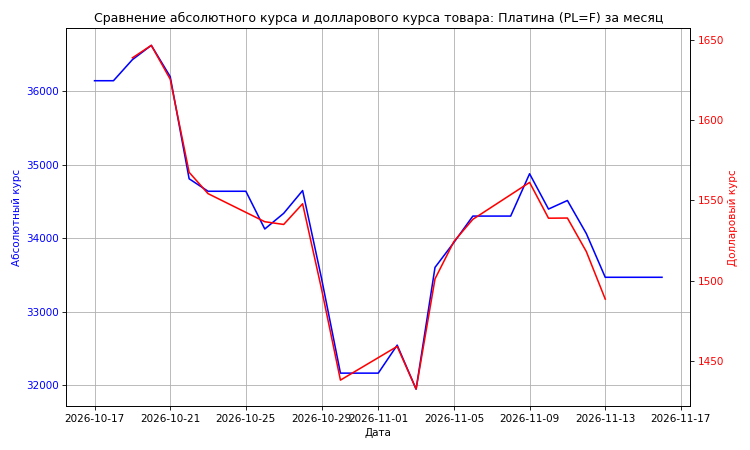 Сравнение абсолютного курса и долларового курса товара: Платина (PL=F) за месяц
Абсолютный курс
36000
35000
34000
33000
32000
1650
1600
1550
1500
1450
Долларовый курс
2026-10-17 2026-10-21 2026-10-25 2026-10-29 2026-11-01 2026-11-05 2026-11-09 2026-11-13 2026-11-17
Дата